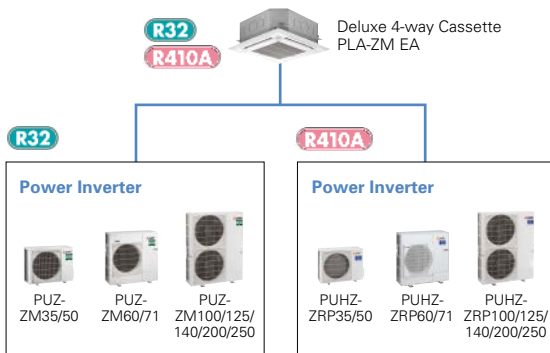 R32
R410A
Deluxe 4-way Cassette
PLA-ZM EA
R32
R410A
Power Inverter
PUZ-
ZM35/50
PUZ-
ZM60/71
PUZ-
ZM100/125/
140/200/250
Power Inverter
PUHZ-
ZRP35/50
PUHZ-
ZRP60/71
PUHZ-
ZRP100/125/
140/200/250